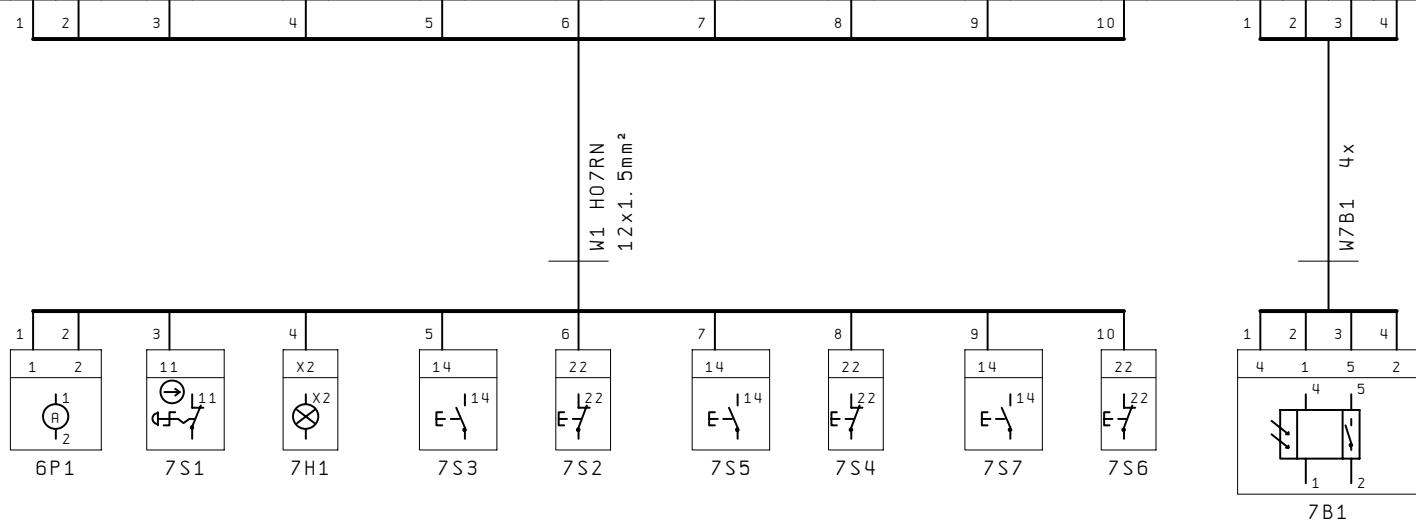 1 2 3 4 5 6 7 8 9 10 1 2 3 4
W1 H07RN
12x1.5mm²
W7B1 4x
1 2 3 4 5 6 7 8 9 10 1 2 3 4
1 2 11 X2 14 22 14 22 14 22 4 1 5 2
1 11 X2 14 22 14 22 14 22 4 5
A
2
1 2
6P1 7S1 7H1 7S3 7S2 7S5 7S4 7S7 7S6
7B1